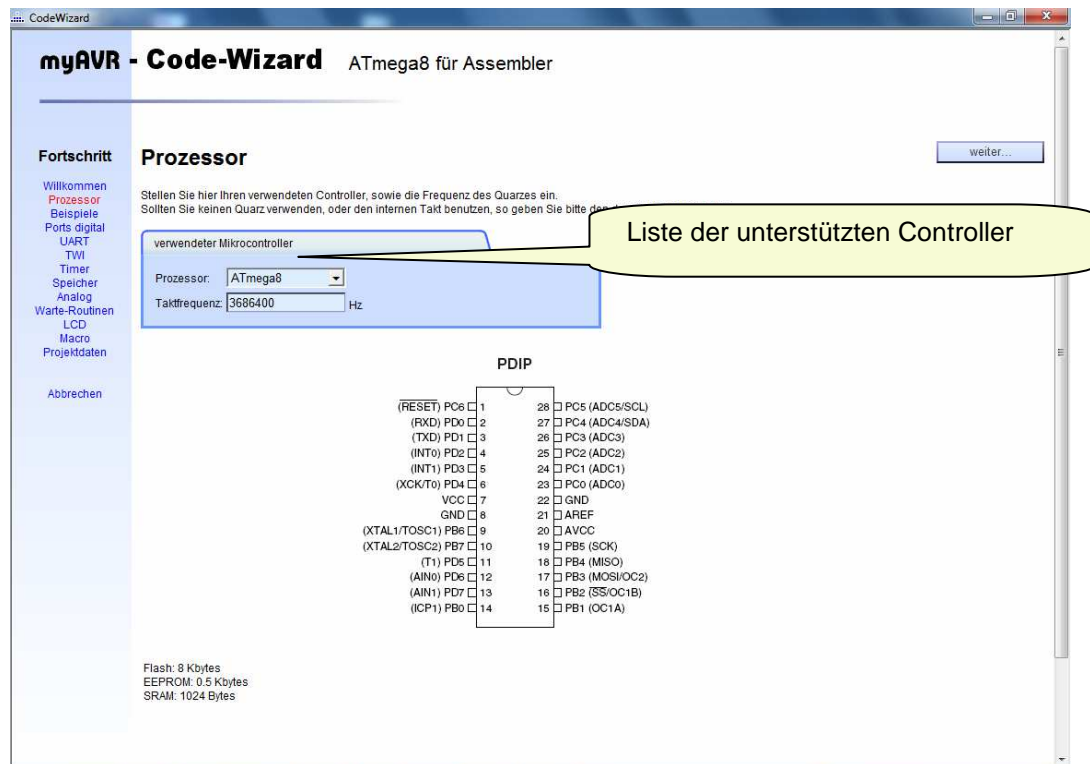 CodeWizard
myAVR - Code-Wizard ATmega8 für Assembler
Fortschritt
Willkommen
Prozessor
Beispiele
Ports digital
UART
TWI
Timer
Speicher
Analog
Warte-Routinen
LCD
Macro
Projektdaten
Abbrechen
Prozessor
weiter...
Stellen Sie hier Ihren verwendeten Controller, sowie die Frequenz des Quarzes ein.
Sollten Sie keinen Quarz verwenden, oder den internen Takt benutzen, so geben Sie bitte den
Liste der unterstützten Controller
verwendeter Mikrocontroller
Prozessor: ATmega8
Taktfrequenz: 3686400 Hz
PDIP
(RESET) PC6 1 28 PC5 (ADC5/SCL)
(RXD) PD0 2 27 PC4 (ADC4/SDA)
(TXD) PD1 3 26 PC3 (ADC3)
(INT0) PD2 4 25 PC2 (ADC2)
(INT1) PD3 5 24 PC1 (ADC1)
(XCK/T0) PD4 6 23 PC0 (ADC0)
VCC 7 22 GND
GND 8 21 AREF
(XTAL1/TOSC1) PB6 9 20 AVCC
(XTAL2/TOSC2) PB7 10 19 PB5 (SCK)
(T1) PD5 11 18 PB4 (MISO)
(AIN0) PD6 12 17 PB3 (MOSI/OC2)
(AIN1) PD7 13 16 PB2 (SS/OC1B)
(ICP1) PB0 14 15 PB1 (OC1A)
Flash: 8 Kbytes
EEPROM: 0.5 Kbytes
SRAM: 1024 Bytes